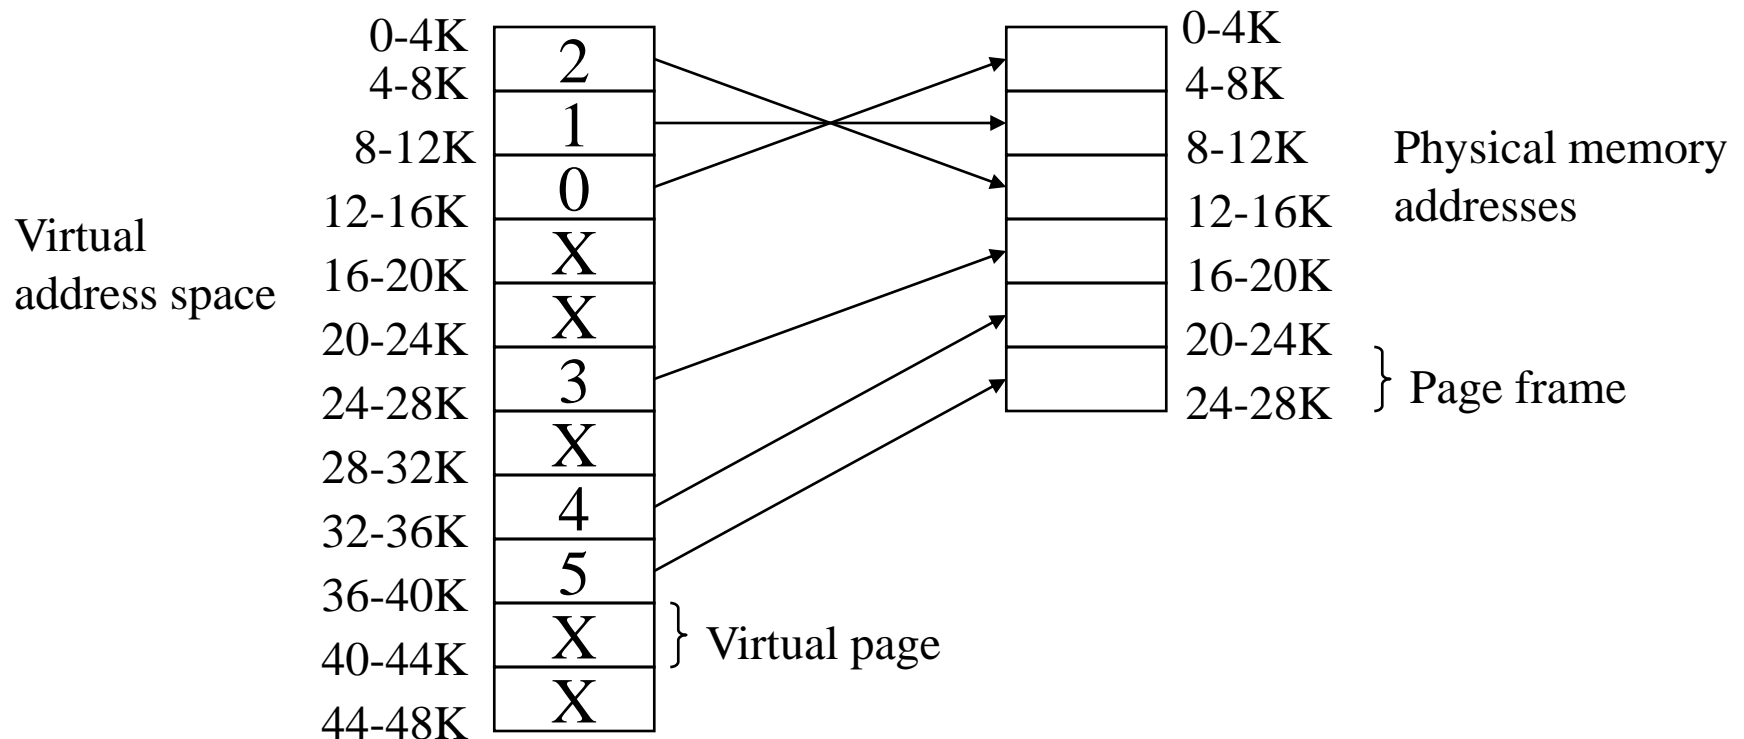 0-4K
4-8K
8-12K
12-16K
16-20K
20-24K
24-28K
28-32K
32-36K
36-40K
40-44K
44-48K
Virtual
address space
2
1
0
X
X
3
X
4
5
X
X
Virtual page
0-4K
4-8K
8-12K
12-16K
16-20K
20-24K
24-28K
Physical memory
addresses
Page frame